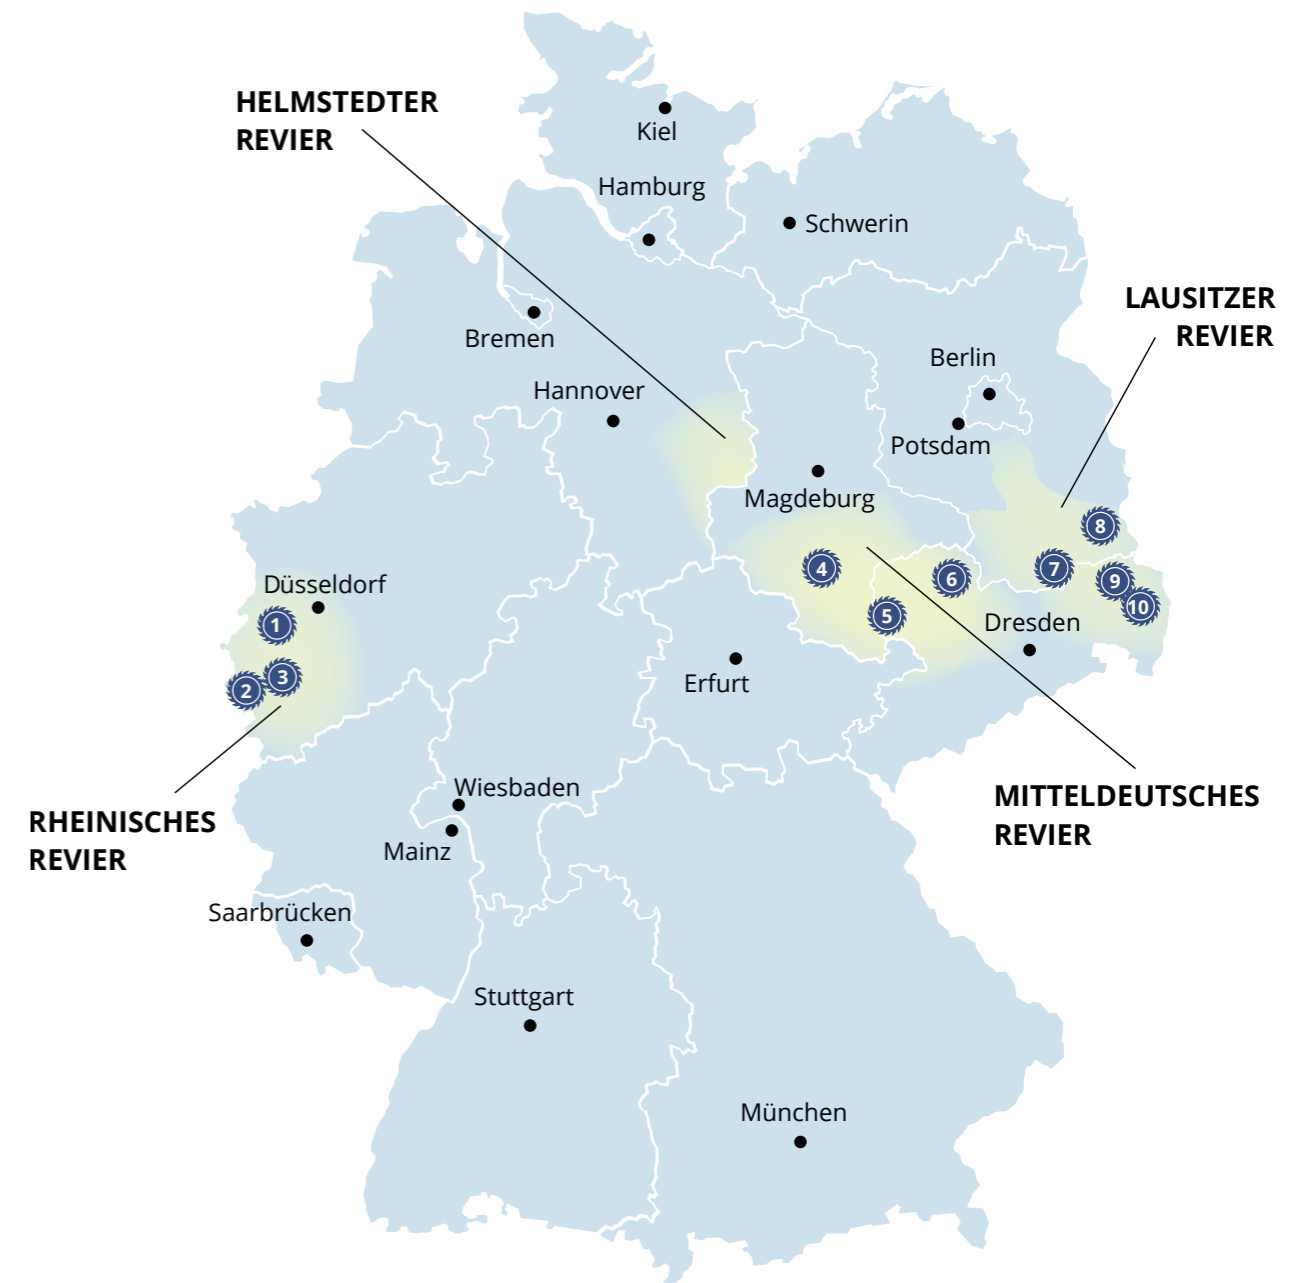 HELMSTEDTER
REVIER
Kiel
Hamburg
Schwerin
LAUSITZER
REVIER
Bremen
Berlin
Hannover
Potsdam
Magdeburg
8
4
6
7
9
10
5
Düsseldorf
1
2
3
Dresden
Erfurt
Wiesbaden
Mainz
RHEINISCHES
REVIER
MITTELDEUTSCHES
REVIER
Saarbrücken
Stuttgart
München